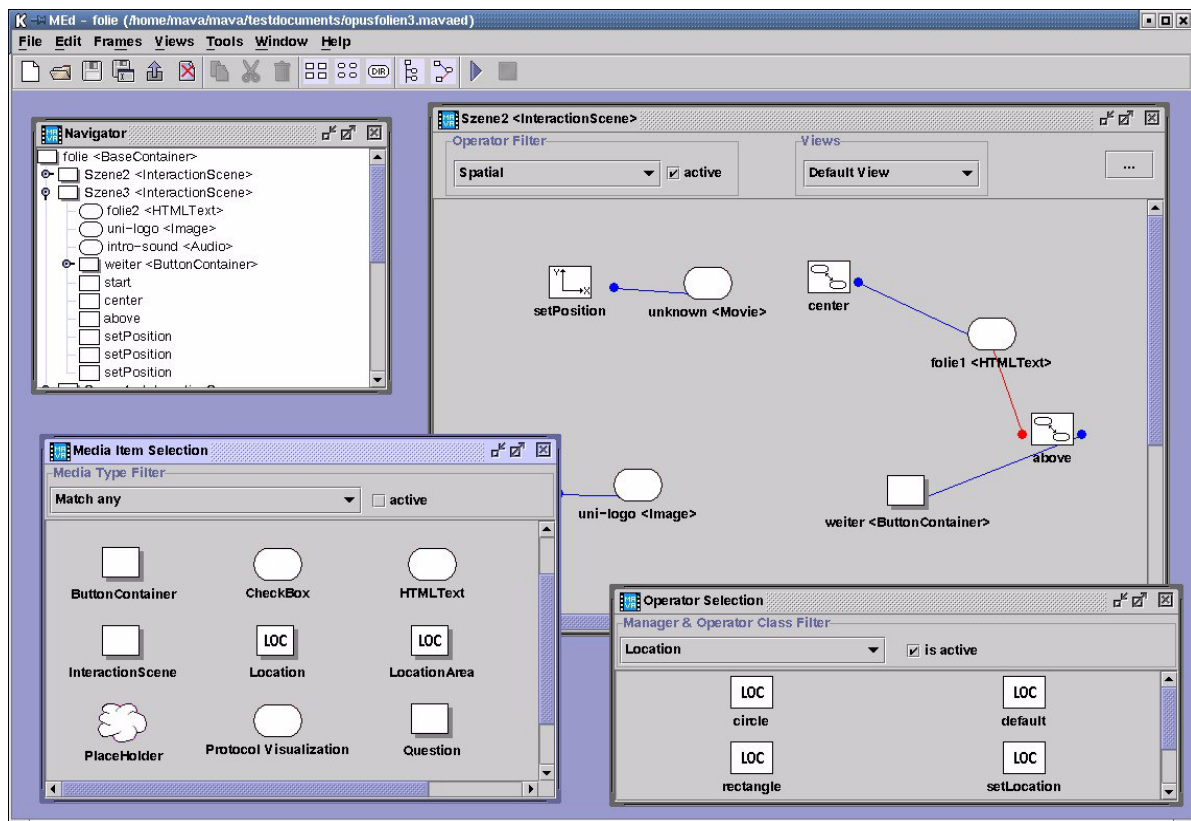 MEd - folie (/home/mava/mava/testdocuments/opusfolien3.mavaed)
File Edit Frames Views Tools Window Help
DIR
Navigator
folie <BaseContainer>
Szene2 <InteractionScene>
Szene3 <InteractionScene>
folie2 <HTMLText>
uni-logo <Image>
intro-sound <Audio>
weiter <ButtonContainer>
start
center
above
setPosition
setPosition
setPosition
Szene2 <InteractionScene>
Operator Filter
Views
Spatial
active
Default View
...
Y
X
setPosition
unknown <Movie>
center
folie1 <HTMLText>
above
uni-logo <Image>
weiter <ButtonContainer>
Media Item Selection
Media Type Filter
Match any
active
ButtonContainer
CheckBox
HTMLText
InteractionScene
LOC
Location
LOC
LocationArea
PlaceHolder
Protocol Visualization
Question
Operator Selection
Manager & Operator Class Filter
Location
is active
LOC
circle
LOC
default
LOC
rectangle
LOC
setLocation